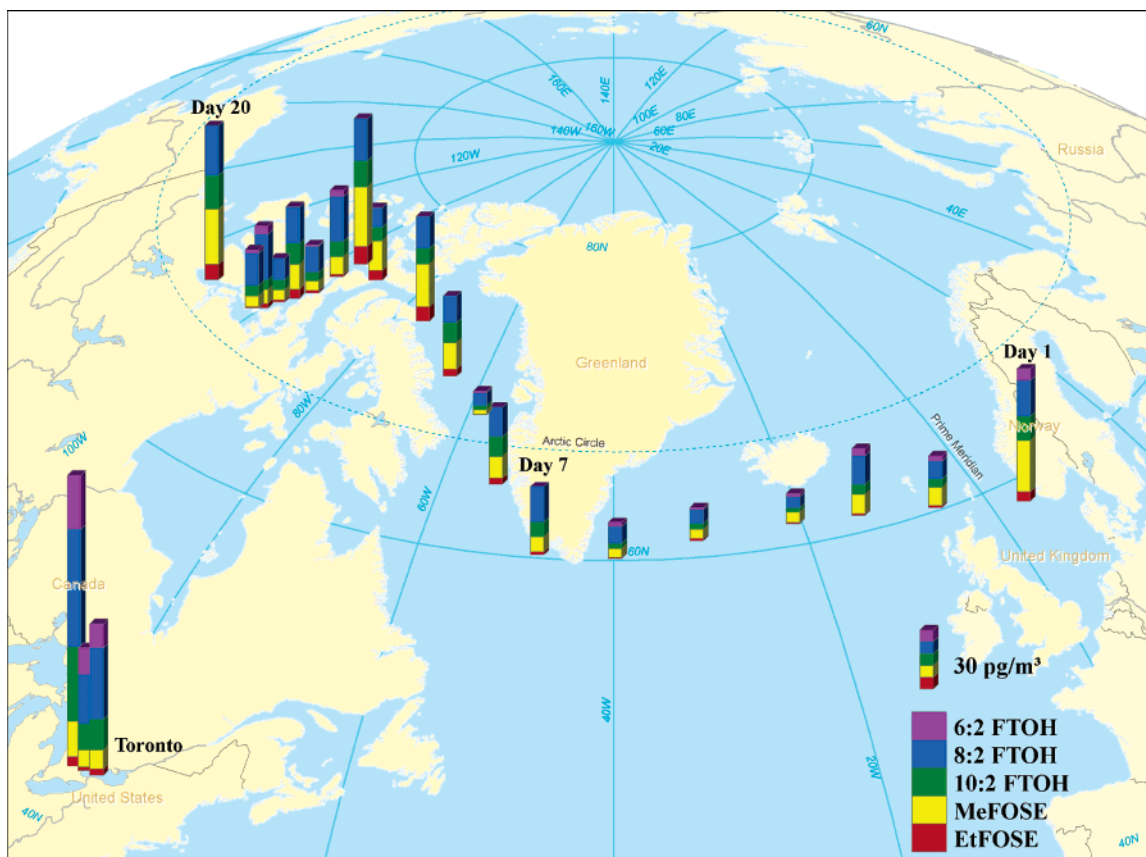 60N
160E
140E
120E
100E
80E
140W
160W
60E
120W
20E
Russia
40E
Day 20
80N
Greenland
Day 1
80W
Norway
Prime Meridian
100W
Arctic Circle
Day 7
60W
60N
United Kingdom
Canada
30 pg/m³
40W
6:2 FTOH
Toronto
8:2 FTOH
20W
10:2 FTOH
United States
MeFOSE
40N
EtFOSE
40N